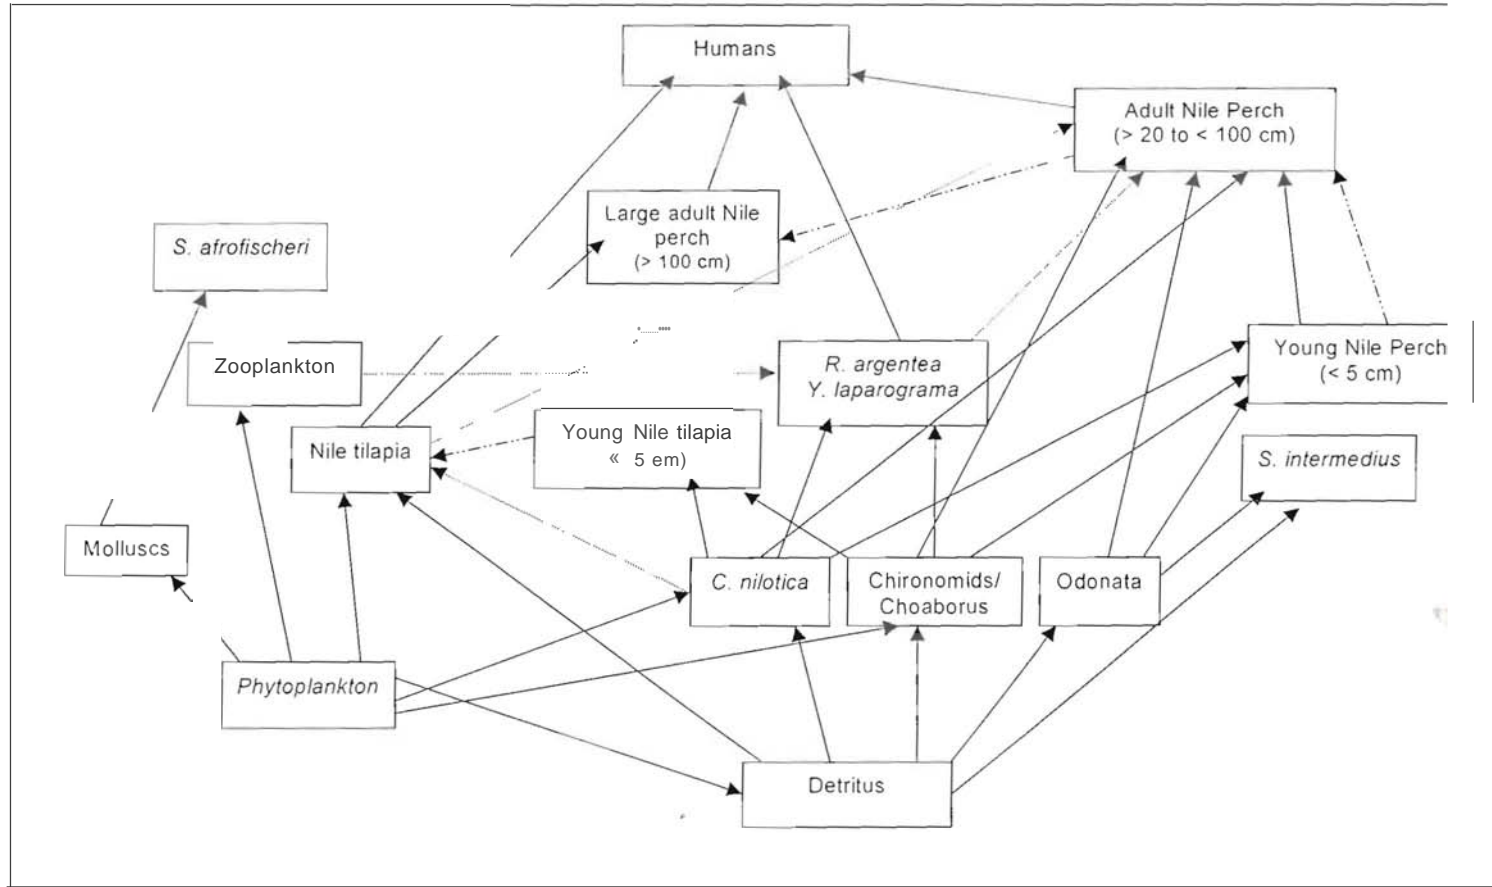 Humans
Adult Nile Perch
(> 20 to < 100 cm)
Large adult Nile
perch
(> 100 cm)
S. afrofischeri
Zooplankton
R. argentea
Y. laparograma
Young Nile Perch
(< 5 cm)
Nile tilapia
Young Nile tilapia
« 5 em)
S. intermedius
Molluscs
C. nilotica
Chironomids/
Choaborus
Odonata
Phytoplankton
Detritus